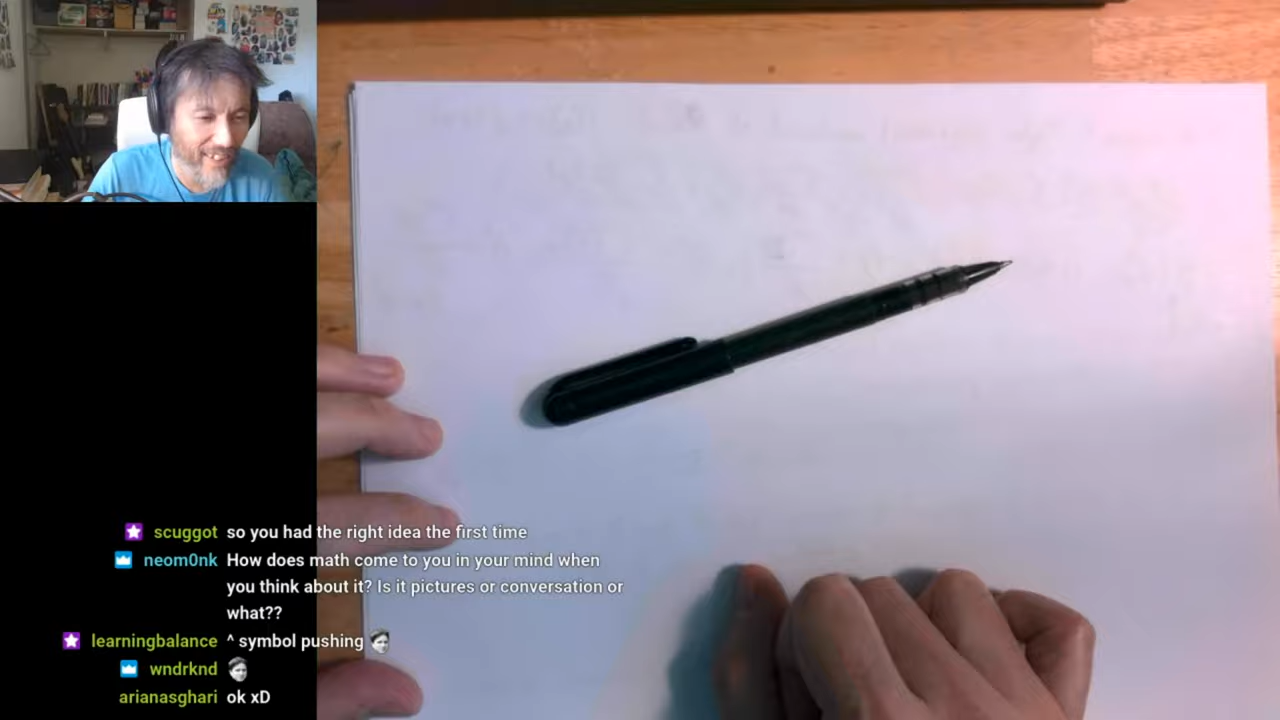 scuggot so you had the right idea the first time
neom0nk How does math come to you in your mind when
you think about it? Is it pictures or conversation or
what??
learningbalance ^ symbol pushing
wndrknd
arianasghari ok xD